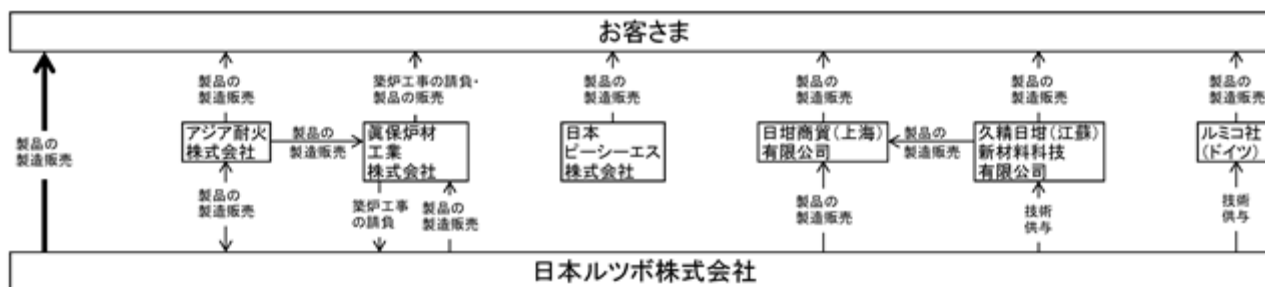 お客さま
製品の
製造販売
製品の
製造販売
築炉工事の請負・
製品の販売
製品の
製造販売
製品の
製造販売
製品の
製造販売
製品の
製造販売
アジア耐火
株式会社
製品の
製造販売
眞保炉材
工業
株式会社
日本
ピーシーエス
株式会社
日坩商貿(上海)
有限公司
製品の
製造販売
久精日坩(江蘇)
新材料科技
有限公司
ルミコ社
(ドイツ)
製品の
製造販売
築炉工事
の請負
製品の
製造販売
製品の
製造販売
技術
供与
技術
供与
日本ルツボ株式会社